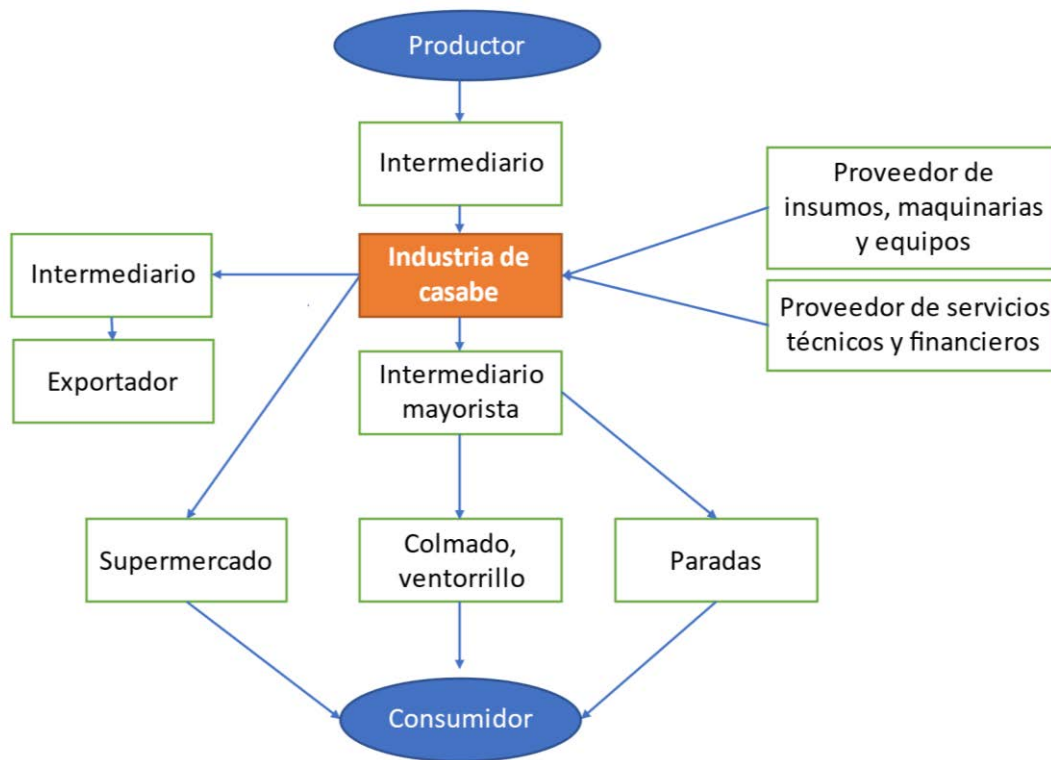 Productor
Intermediario
Proveedor de
insumos, maquinarias
y equipos
Intermediario
Industria de
casabe
Proveedor de servicios
técnicos y financieros
Exportador
Intermediario
mayorista
Supermercado
Colmado,
ventorrillo
Paradas
Consumidor